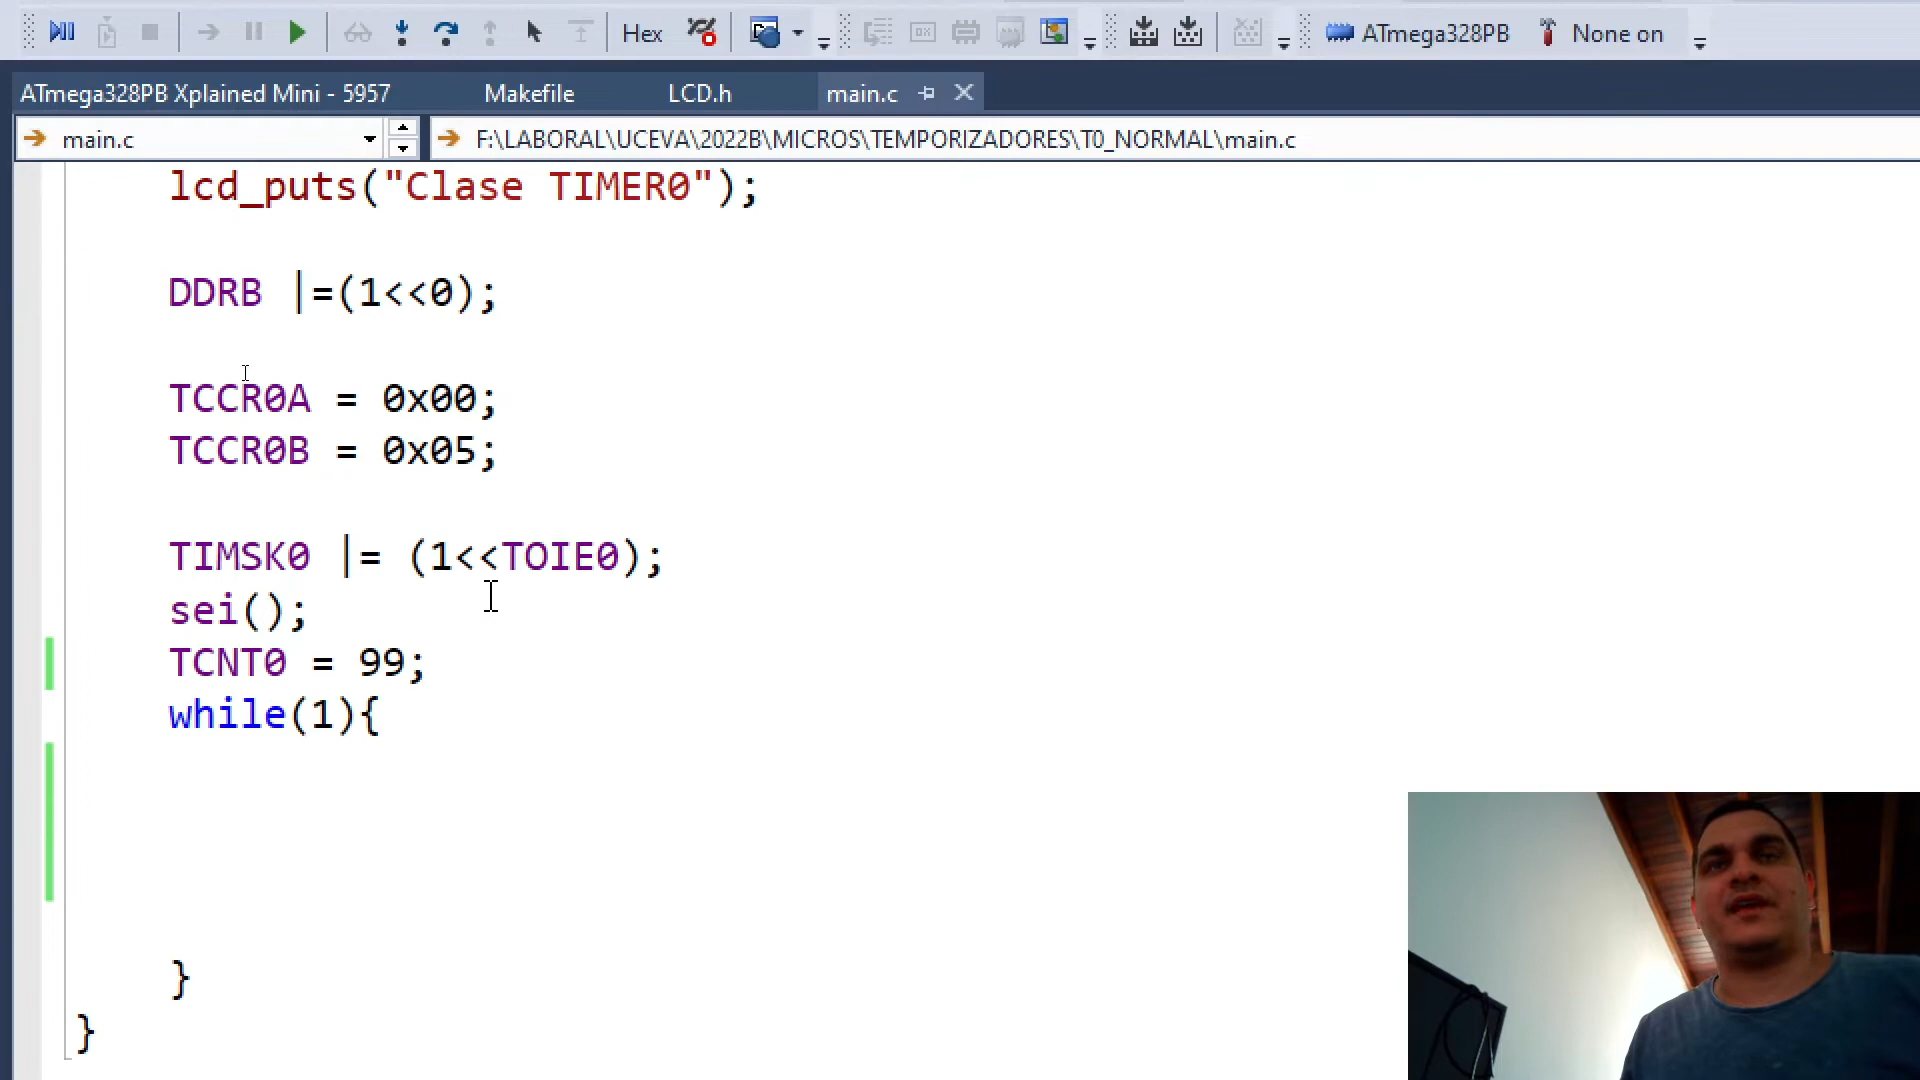 Hex
ATmega328PB
None on
ATmega328PB Xplained Mini - 5957
Makefile
LCD.h
main.c
main.c
F:\LABORAL\UCEVA\2022B\MICROS\TEMPORIZADORES\T0_NORMAL\main.c
lcd_puts("Clase TIMER0");
DDRB |=(1<<0);
TCCR0A = 0x00;
TCCR0B = 0x05;
TIMSK0 |= (1<<TOIE0);
sei();
TCNT0 = 99;
while(1){
}
}